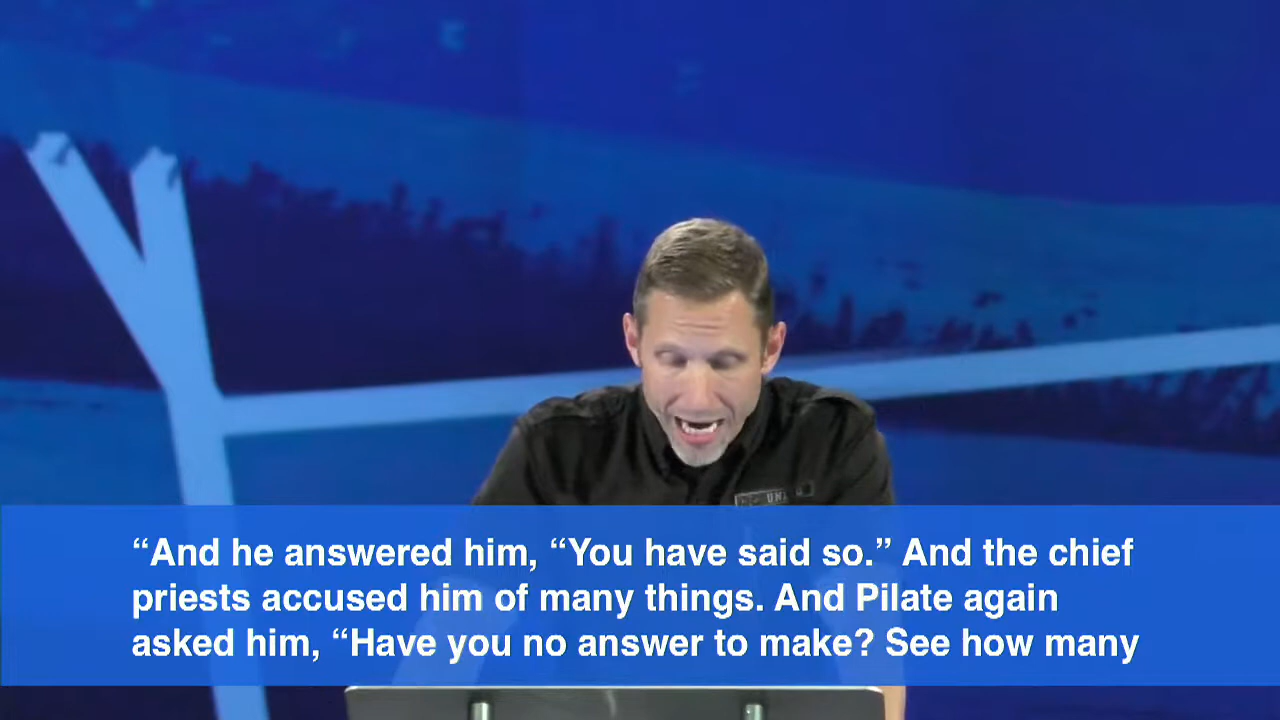 “And he answered him, “You have said so.” And the chief
priests accused him of many things. And Pilate again
asked him, “Have you no answer to make? See how many